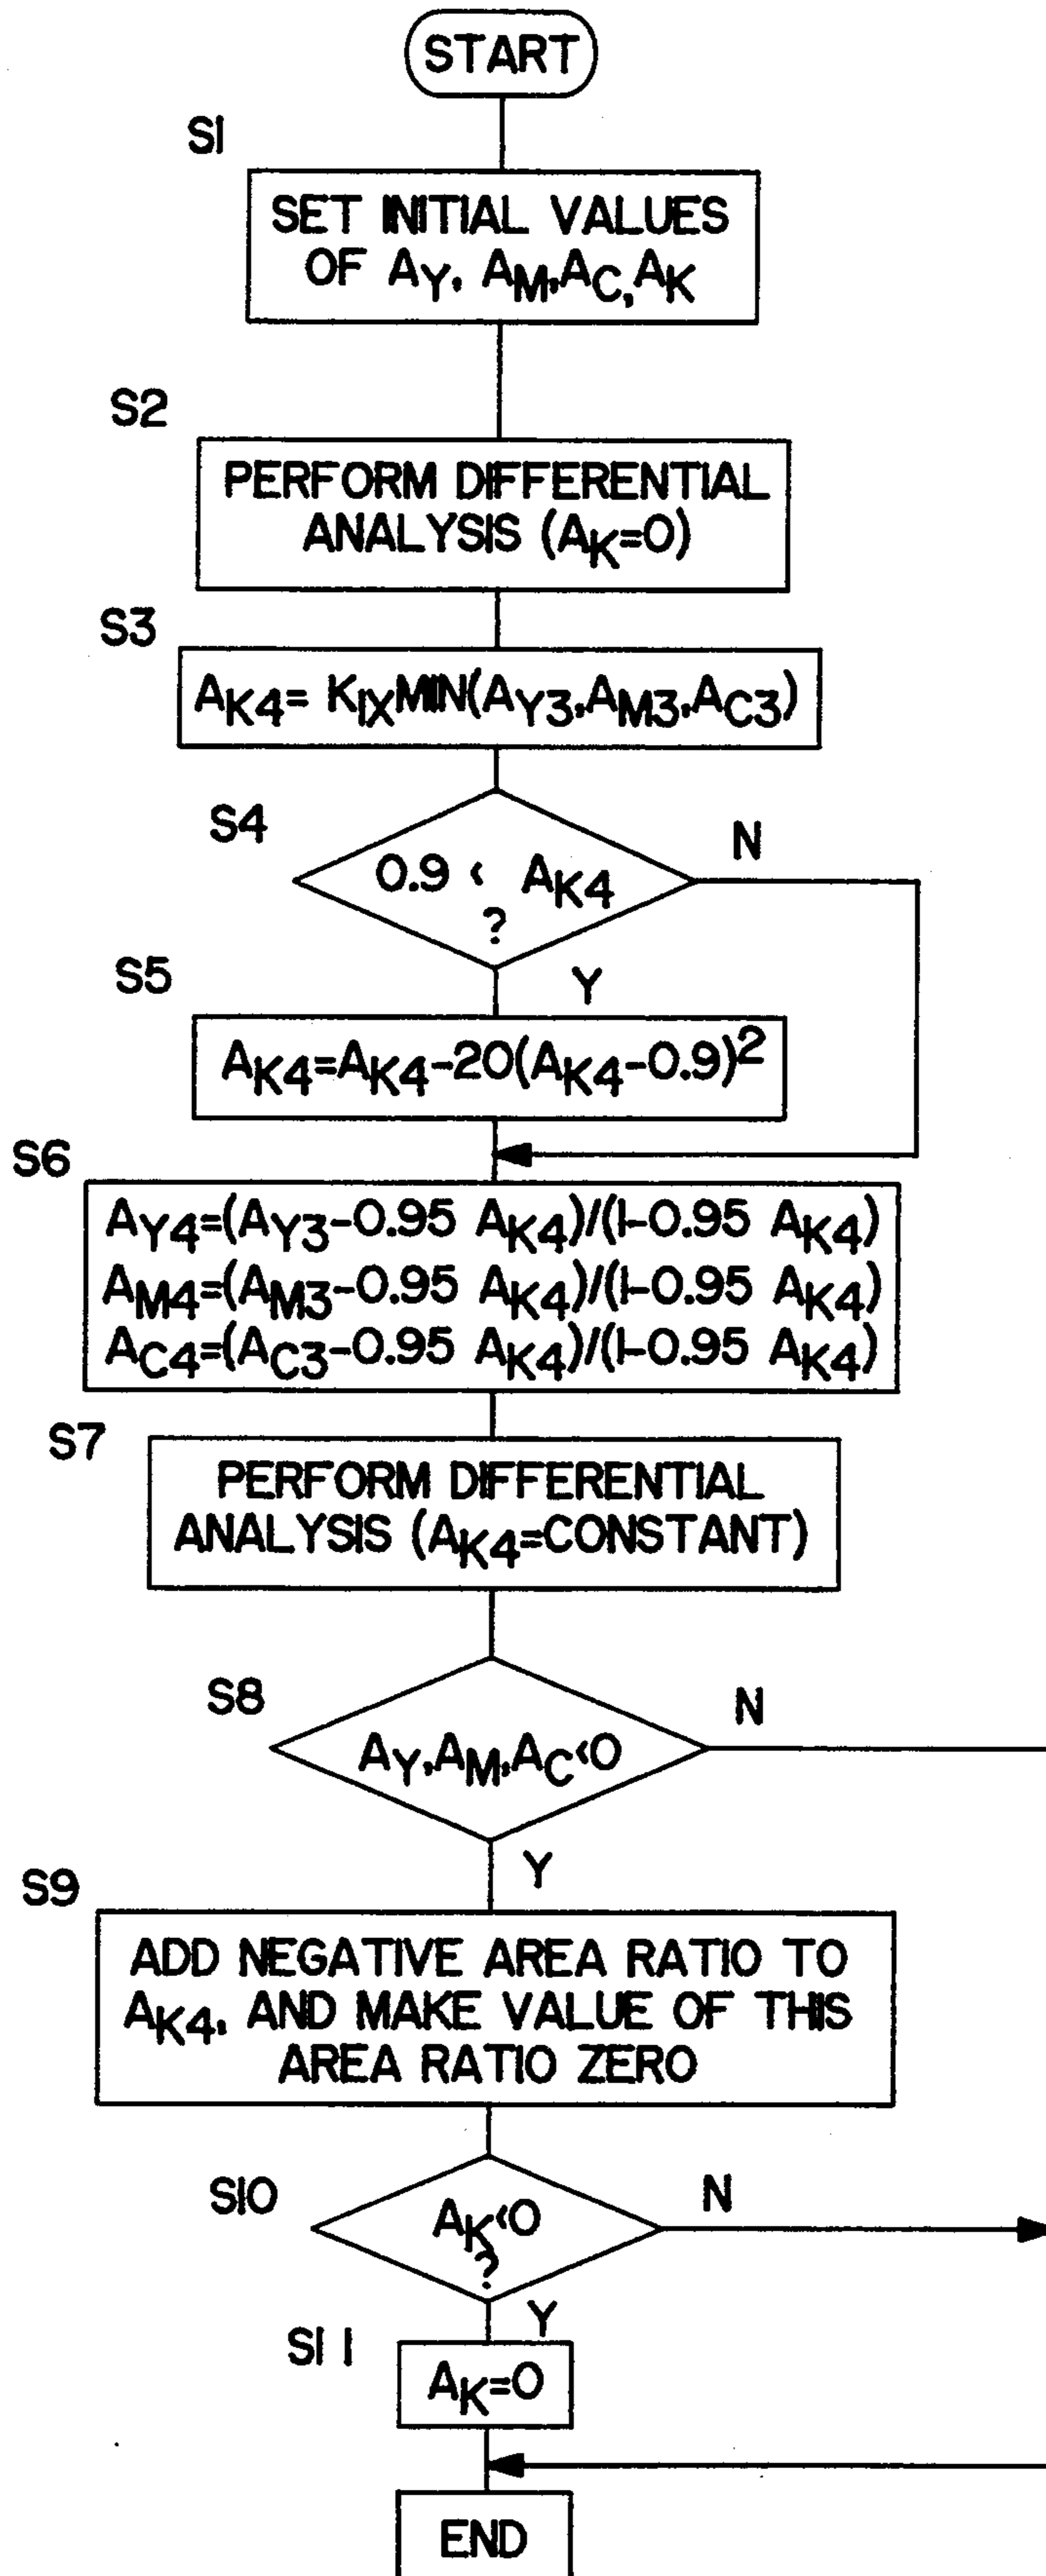 START
S1
SET INITIAL VALUES
OF AY, AM,AC,AK
S2
PERFORM DIFFERENTIAL
ANALYSIS (AK=0)
S3
AK4= K1XMIN(AY3,AM3,AC3)
S4
0.9 < AK4
?
N
Y
S5
AK4=AK4-20(AK4-0.9)2
S6
AY4=(AY3-0.95 AK4)/(1-0.95 AK4)
AM4=(AM3-0.95 AK4)/(1-0.95 AK4)
AC4=(AC3-0.95 AK4)/(1-0.95 AK4)
S7
PERFORM DIFFERENTIAL
ANALYSIS (AK4=CONSTANT)
S8
AY,AM,AC<0
N
Y
S9
ADD NEGATIVE AREA RATIO TO
AK4, AND MAKE VALUE OF THIS
AREA RATIO ZERO
S10
AK<0
?
N
Y
S11
AK=0
END